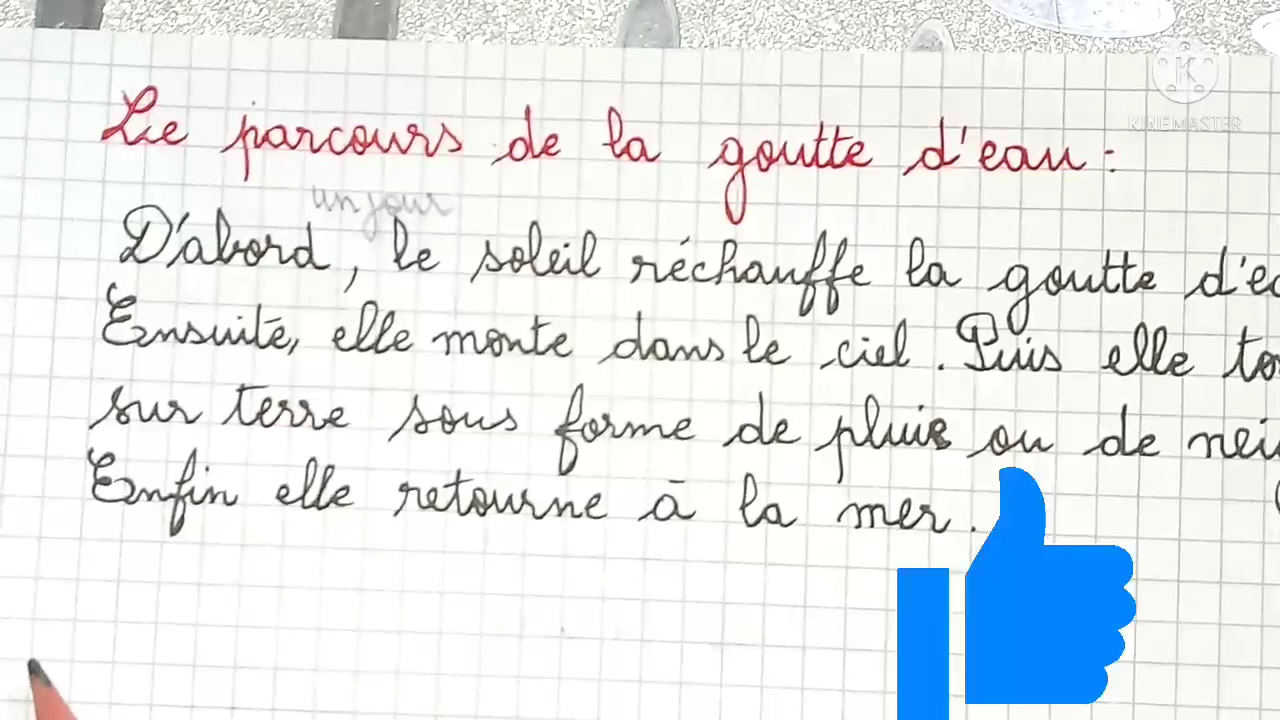 KINEMASTER
Le parcours de la goutte d'eau :
un jour
D'abord, le soleil réchauffe la goutte
Ensuite, elle monte dans le ciel. Puis elle
sur terre sous forme de pluie ou de
Enfin elle retourne à la mer.